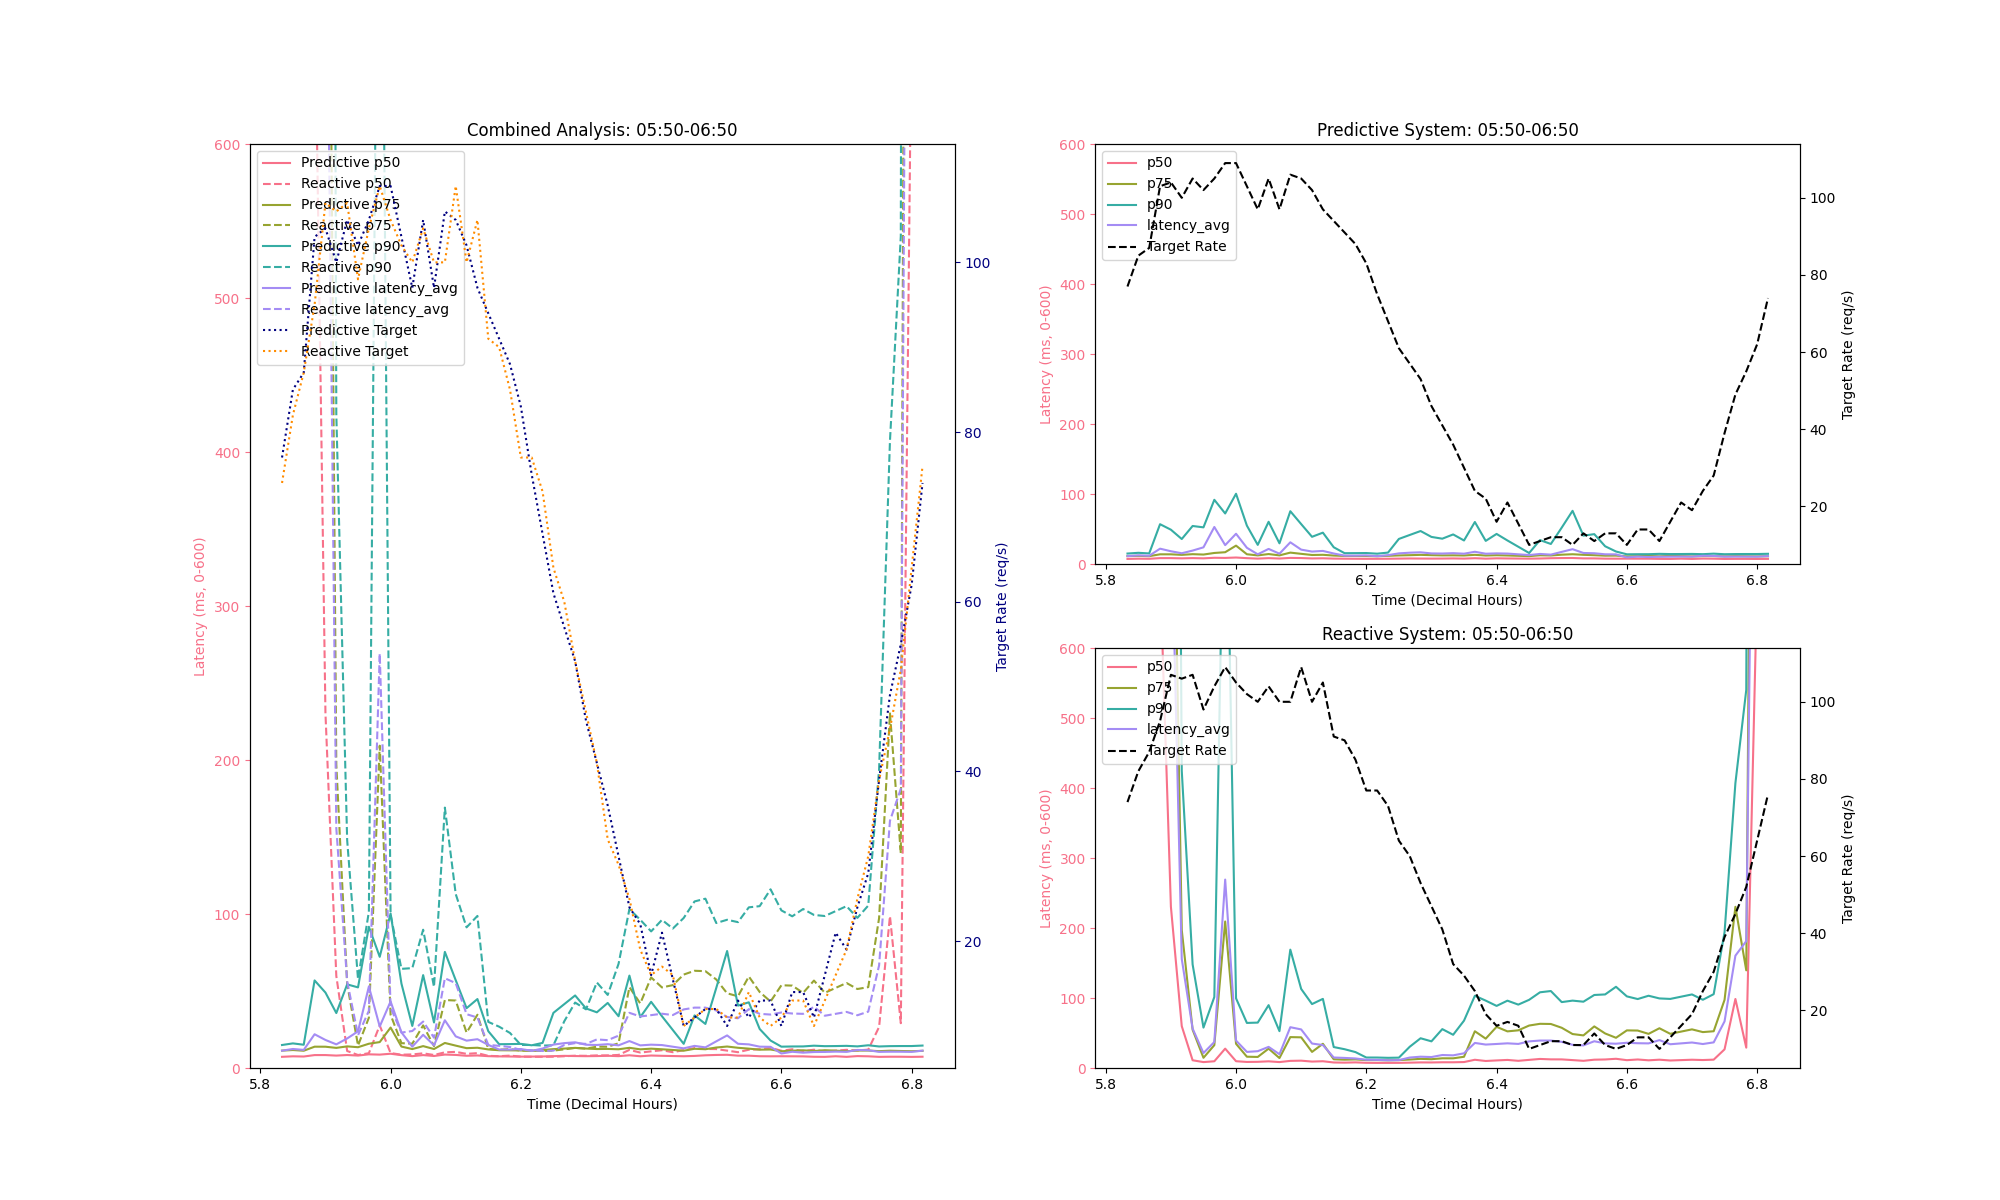 Combined Analysis: 05:50-06:50
600
500
400
300
200
100
0
Latency (ms, 0-600)
Predictive p50
Reactive p50
Predictive p75
Reactive p75
Predictive p90
Reactive p90
Predictive latency_avg
Reactive latency_avg
Predictive Target
Reactive Target
100
80
60
40
20
Target Rate (req/s)
5.8 6.0 6.2 6.4 6.6 6.8
Time (Decimal Hours)
Predictive System: 05:50-06:50
600
500
400
300
200
100
0
Latency (ms, 0-600)
p50
p75
p90
latency_avg
Target Rate
100
80
60
40
20
Target Rate (req/s)
5.8 6.0 6.2 6.4 6.6 6.8
Time (Decimal Hours)
Reactive System: 05:50-06:50
600
500
400
300
200
100
0
Latency (ms, 0-600)
p50
p75
p90
latency_avg
Target Rate
100
80
60
40
20
Target Rate (req/s)
5.8 6.0 6.2 6.4 6.6 6.8
Time (Decimal Hours)